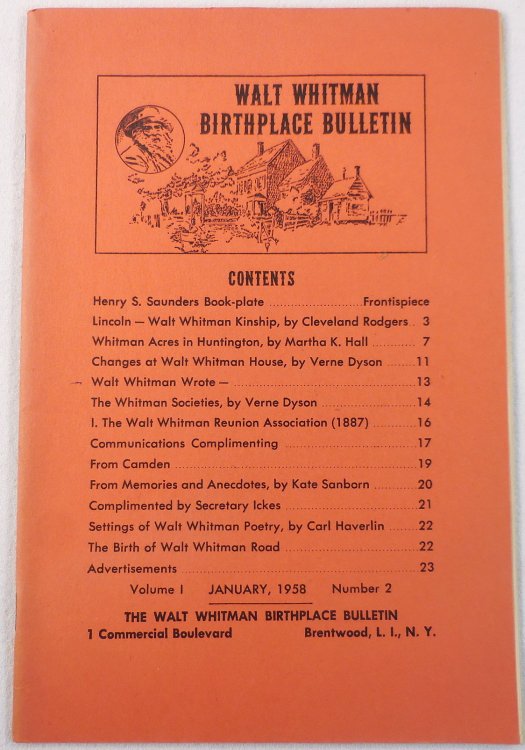 WALT WHITMAN
BIRTHPLACE BULLETIN
CONTENTS
Henry S. Saunders Book-plate ........................Frontispiece
Lincoln — Walt Whitman Kinship, by Cleveland Rodgers . 3
Whitman Acres in Huntington, by Martha K. Hall ........... 7
Changes at Walt Whitman House, by Verne Dyson .......11
Walt Whitman Wrote — ...............................................13
The Whitman Societies, by Verne Dyson ........................14
I. The Walt Whitman Reunion Association (1887) ............16
Communications Complimenting ..................................17
From Camden .............................................................19
From Memories and Anecdotes, by Kate Sanborn ...........20
Complimented by Secretary Ickes .................................21
Settings of Walt Whitman Poetry, by Carl Haverlin ........22
The Birth of Walt Whitman Road ..................................22
Advertisements ............................................................23
Volume I JANUARY, 1958 Number 2
THE WALT WHITMAN BIRTHPLACE BULLETIN
1 Commercial Boulevard Brentwood, L. I., N. Y.